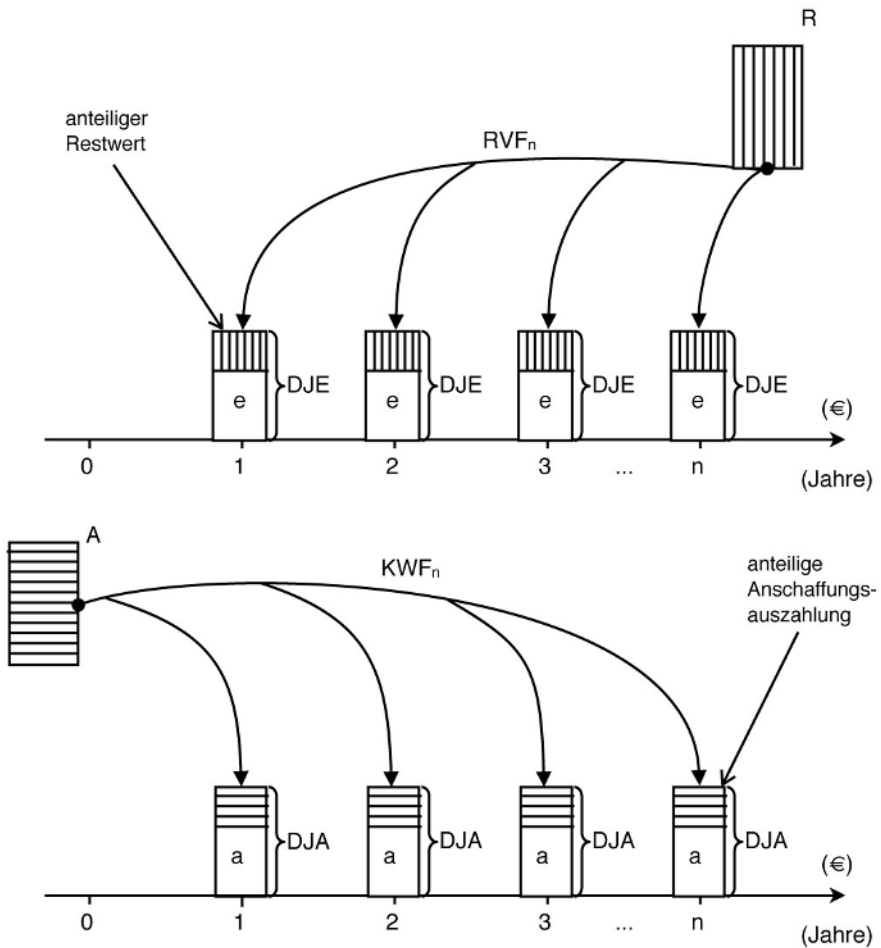 R
anteiliger
Restwert
RVFₙ
DJE DJE DJE DJE
e e e e
(€)
0 1 2 3 ... n
(Jahre)
A
KWFₙ
anteilige
Anschaffungs-
auszahlung
DJA DJA DJA DJA
a a a a
(€)
0 1 2 3 ... n
(Jahre)